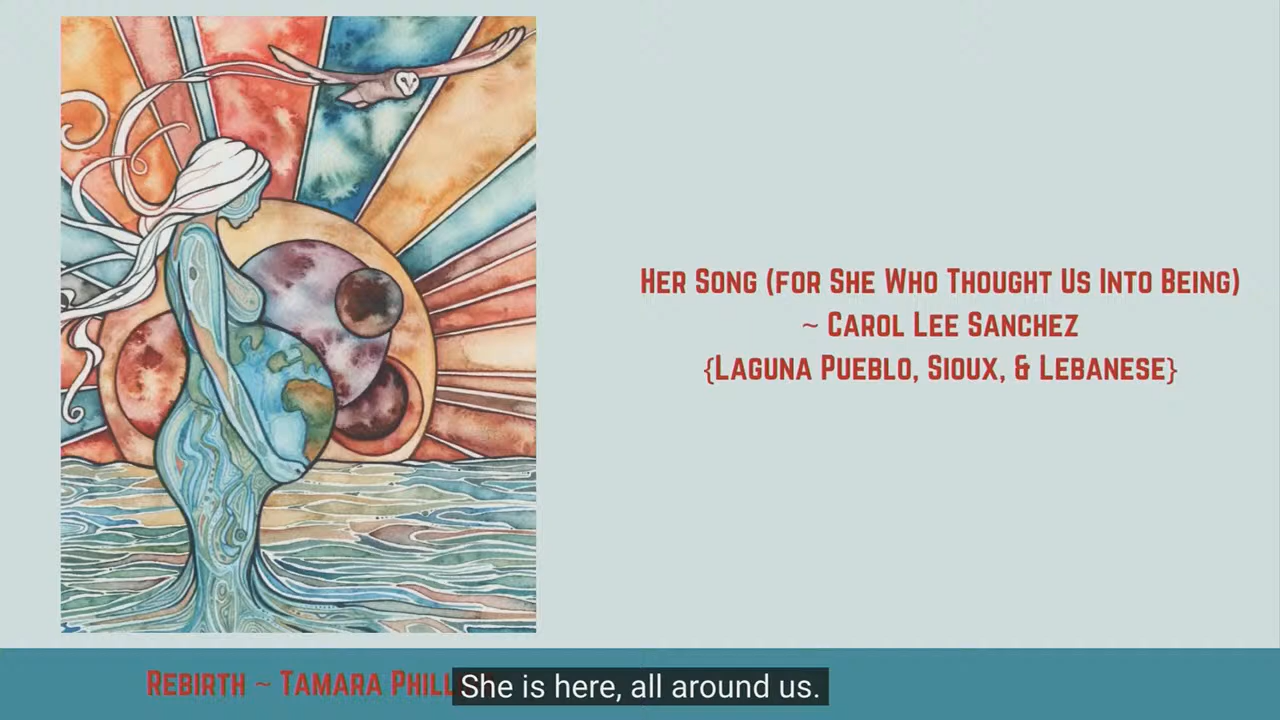 Her Song (for She Who Thought Us Into Being)
~ Carol Lee Sanchez
{Laguna Pueblo, Sioux, & Lebanese}
Rebirth ~ Tamara Phill
She is here, all around us.